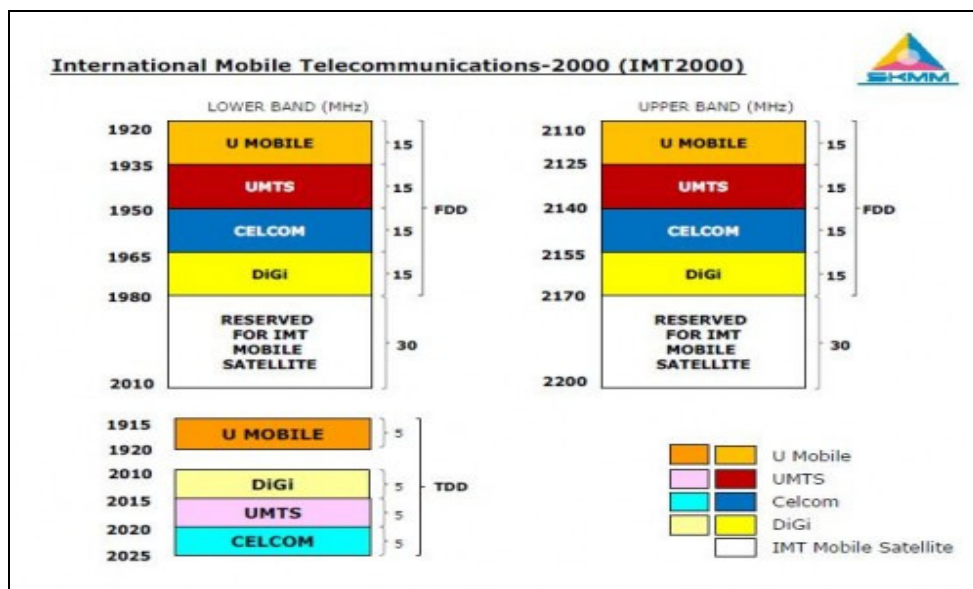 International Mobile Telecommunications-2000 (IMT2000)
SKMM
LOWER BAND (MHz)
1920
U MOBILE
15
1935
UMTS
15
1950
CELCOM
15
1965
DiGi
15
1980
FDD
RESERVED
FOR IMT
MOBILE
SATELLITE
30
2010
UPPER BAND (MHz)
2110
U MOBILE
15
2125
UMTS
15
2140
CELCOM
15
2155
DiGi
15
2170
FDD
RESERVED
FOR IMT
MOBILE
SATELLITE
30
2200
1915
U MOBILE
5
1920
2010
DiGi
5
2015
UMTS
5
2020
CELCOM
5
2025
TDD
U Mobile
UMTS
Celcom
DiGi
IMT Mobile Satellite